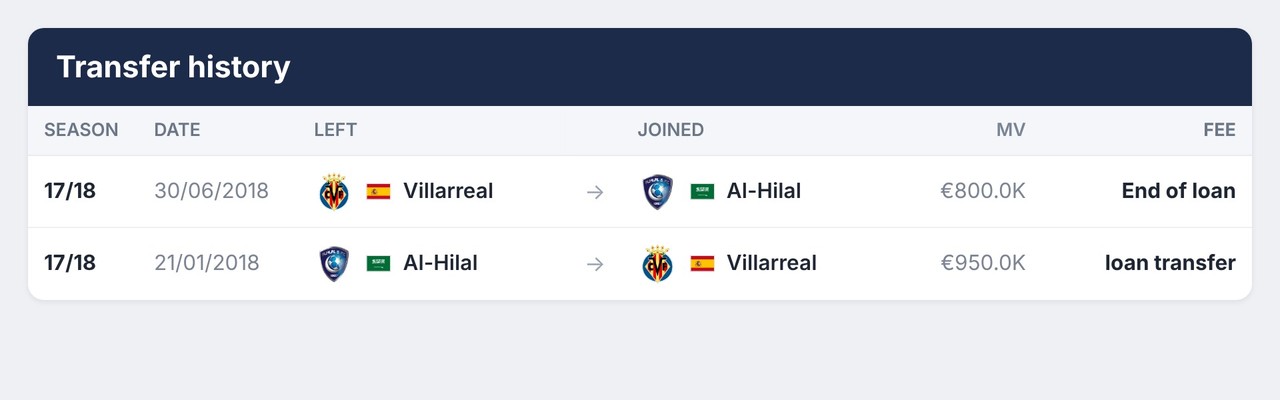 Transfer history
SEASON DATE LEFT JOINED MV FEE
17/18 30/06/2018 Villarreal → Al-Hilal €800.0K End of loan
17/18 21/01/2018 Al-Hilal → Villarreal €950.0K loan transfer